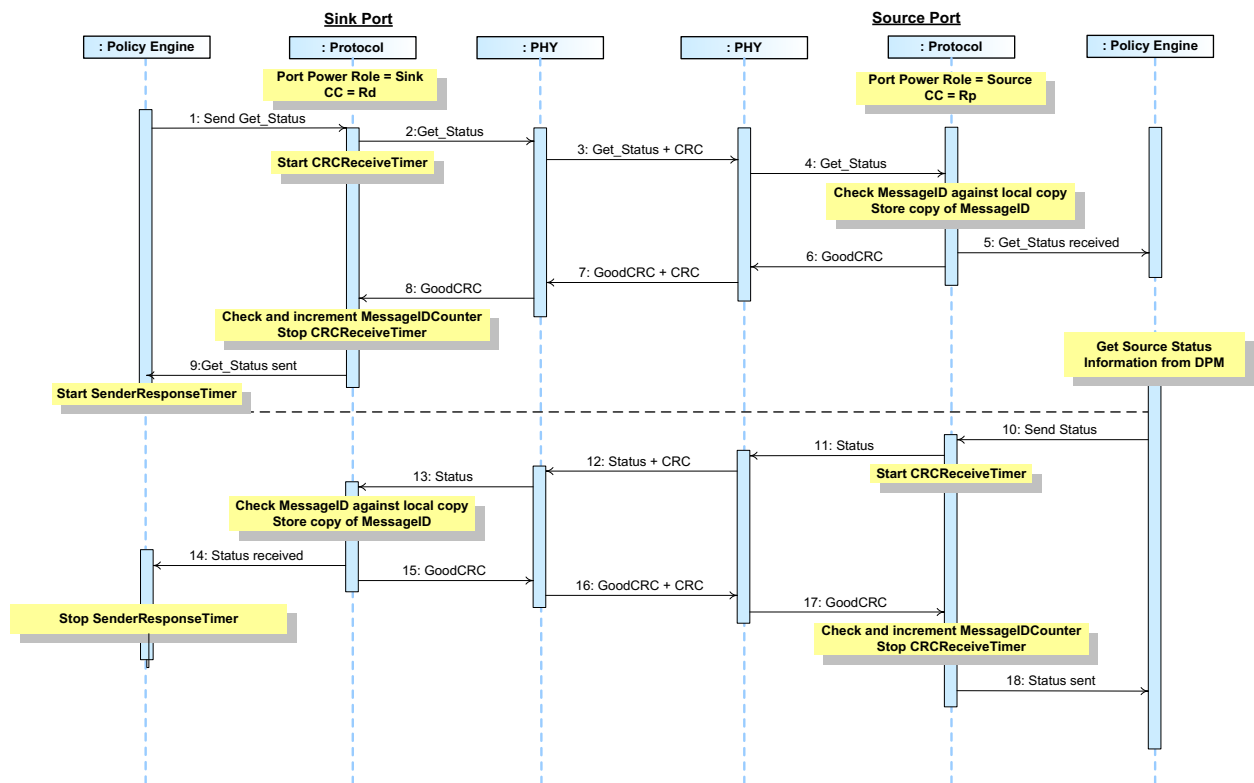 Sink Port
Source Port
: Policy Engine
: Protocol
: PHY
: PHY
: Protocol
: Policy Engine
Port Power Role = Sink
CC = Rd
Port Power Role = Source
CC = Rp
1: Send Get_Status
2:Get_Status
Start CRCReceiveTimer
3: Get_Status + CRC
4: Get_Status
Check MessageID against local copy
Store copy of MessageID
5: Get_Status received
6: GoodCRC
7: GoodCRC + CRC
8: GoodCRC
Check and increment MessageIDCounter
Stop CRCReceiveTimer
9:Get_Status sent
Start SenderResponseTimer
Get Source Status
Information from DPM
10: Send Status
11: Status
Start CRCReceiveTimer
12: Status + CRC
13: Status
Check MessageID against local copy
Store copy of MessageID
14: Status received
15: GoodCRC
16: GoodCRC + CRC
17: GoodCRC
Stop SenderResponseTimer
Check and increment MessageIDCounter
Stop CRCReceiveTimer
18: Status sent